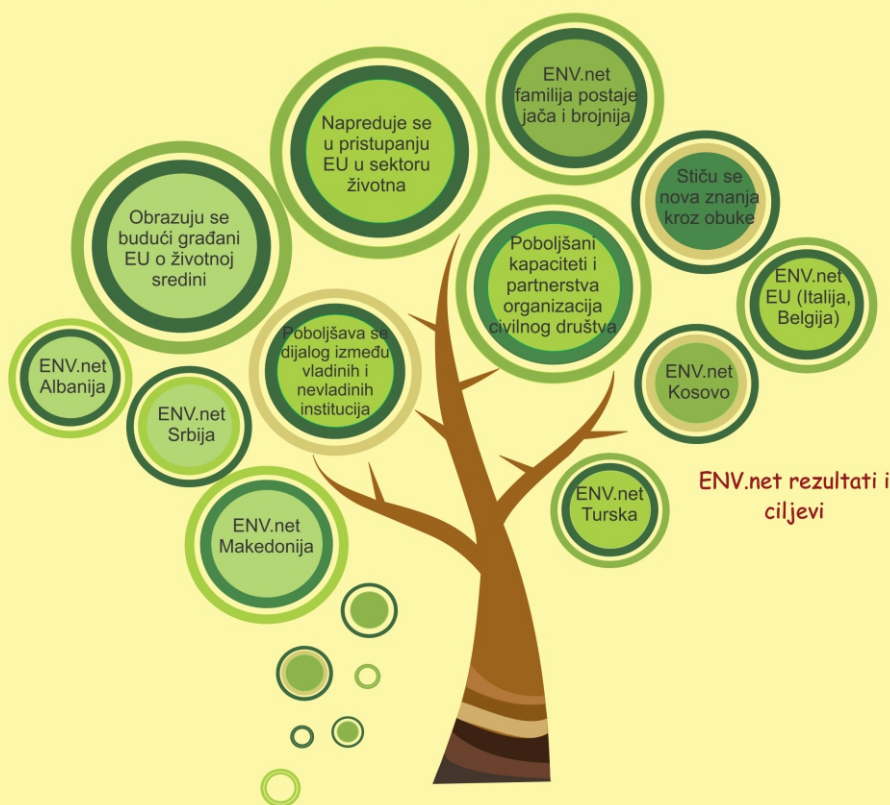 ENV.net
familija postaje
jača i brojnija
Napreduje se
u pristupanju
EU u sektoru
životna
Stiču se
nova znanja
kroz obuke
Obrazuju se
budući građani
EU o životnoj
sredini
Poboljšani
kapaciteti i
partnerstva
organizacija
civilnog društva
ENV.net
EU (Italija,
Belgija)
Poboljšava se
dijalog između
vladinih i
nevladinih
institucija
ENV.net
Albanija
ENV.net
Kosovo
ENV.net
Srbija
ENV.net
Turska
ENV.net rezultati i
ciljevi
ENV.net
Makedonija